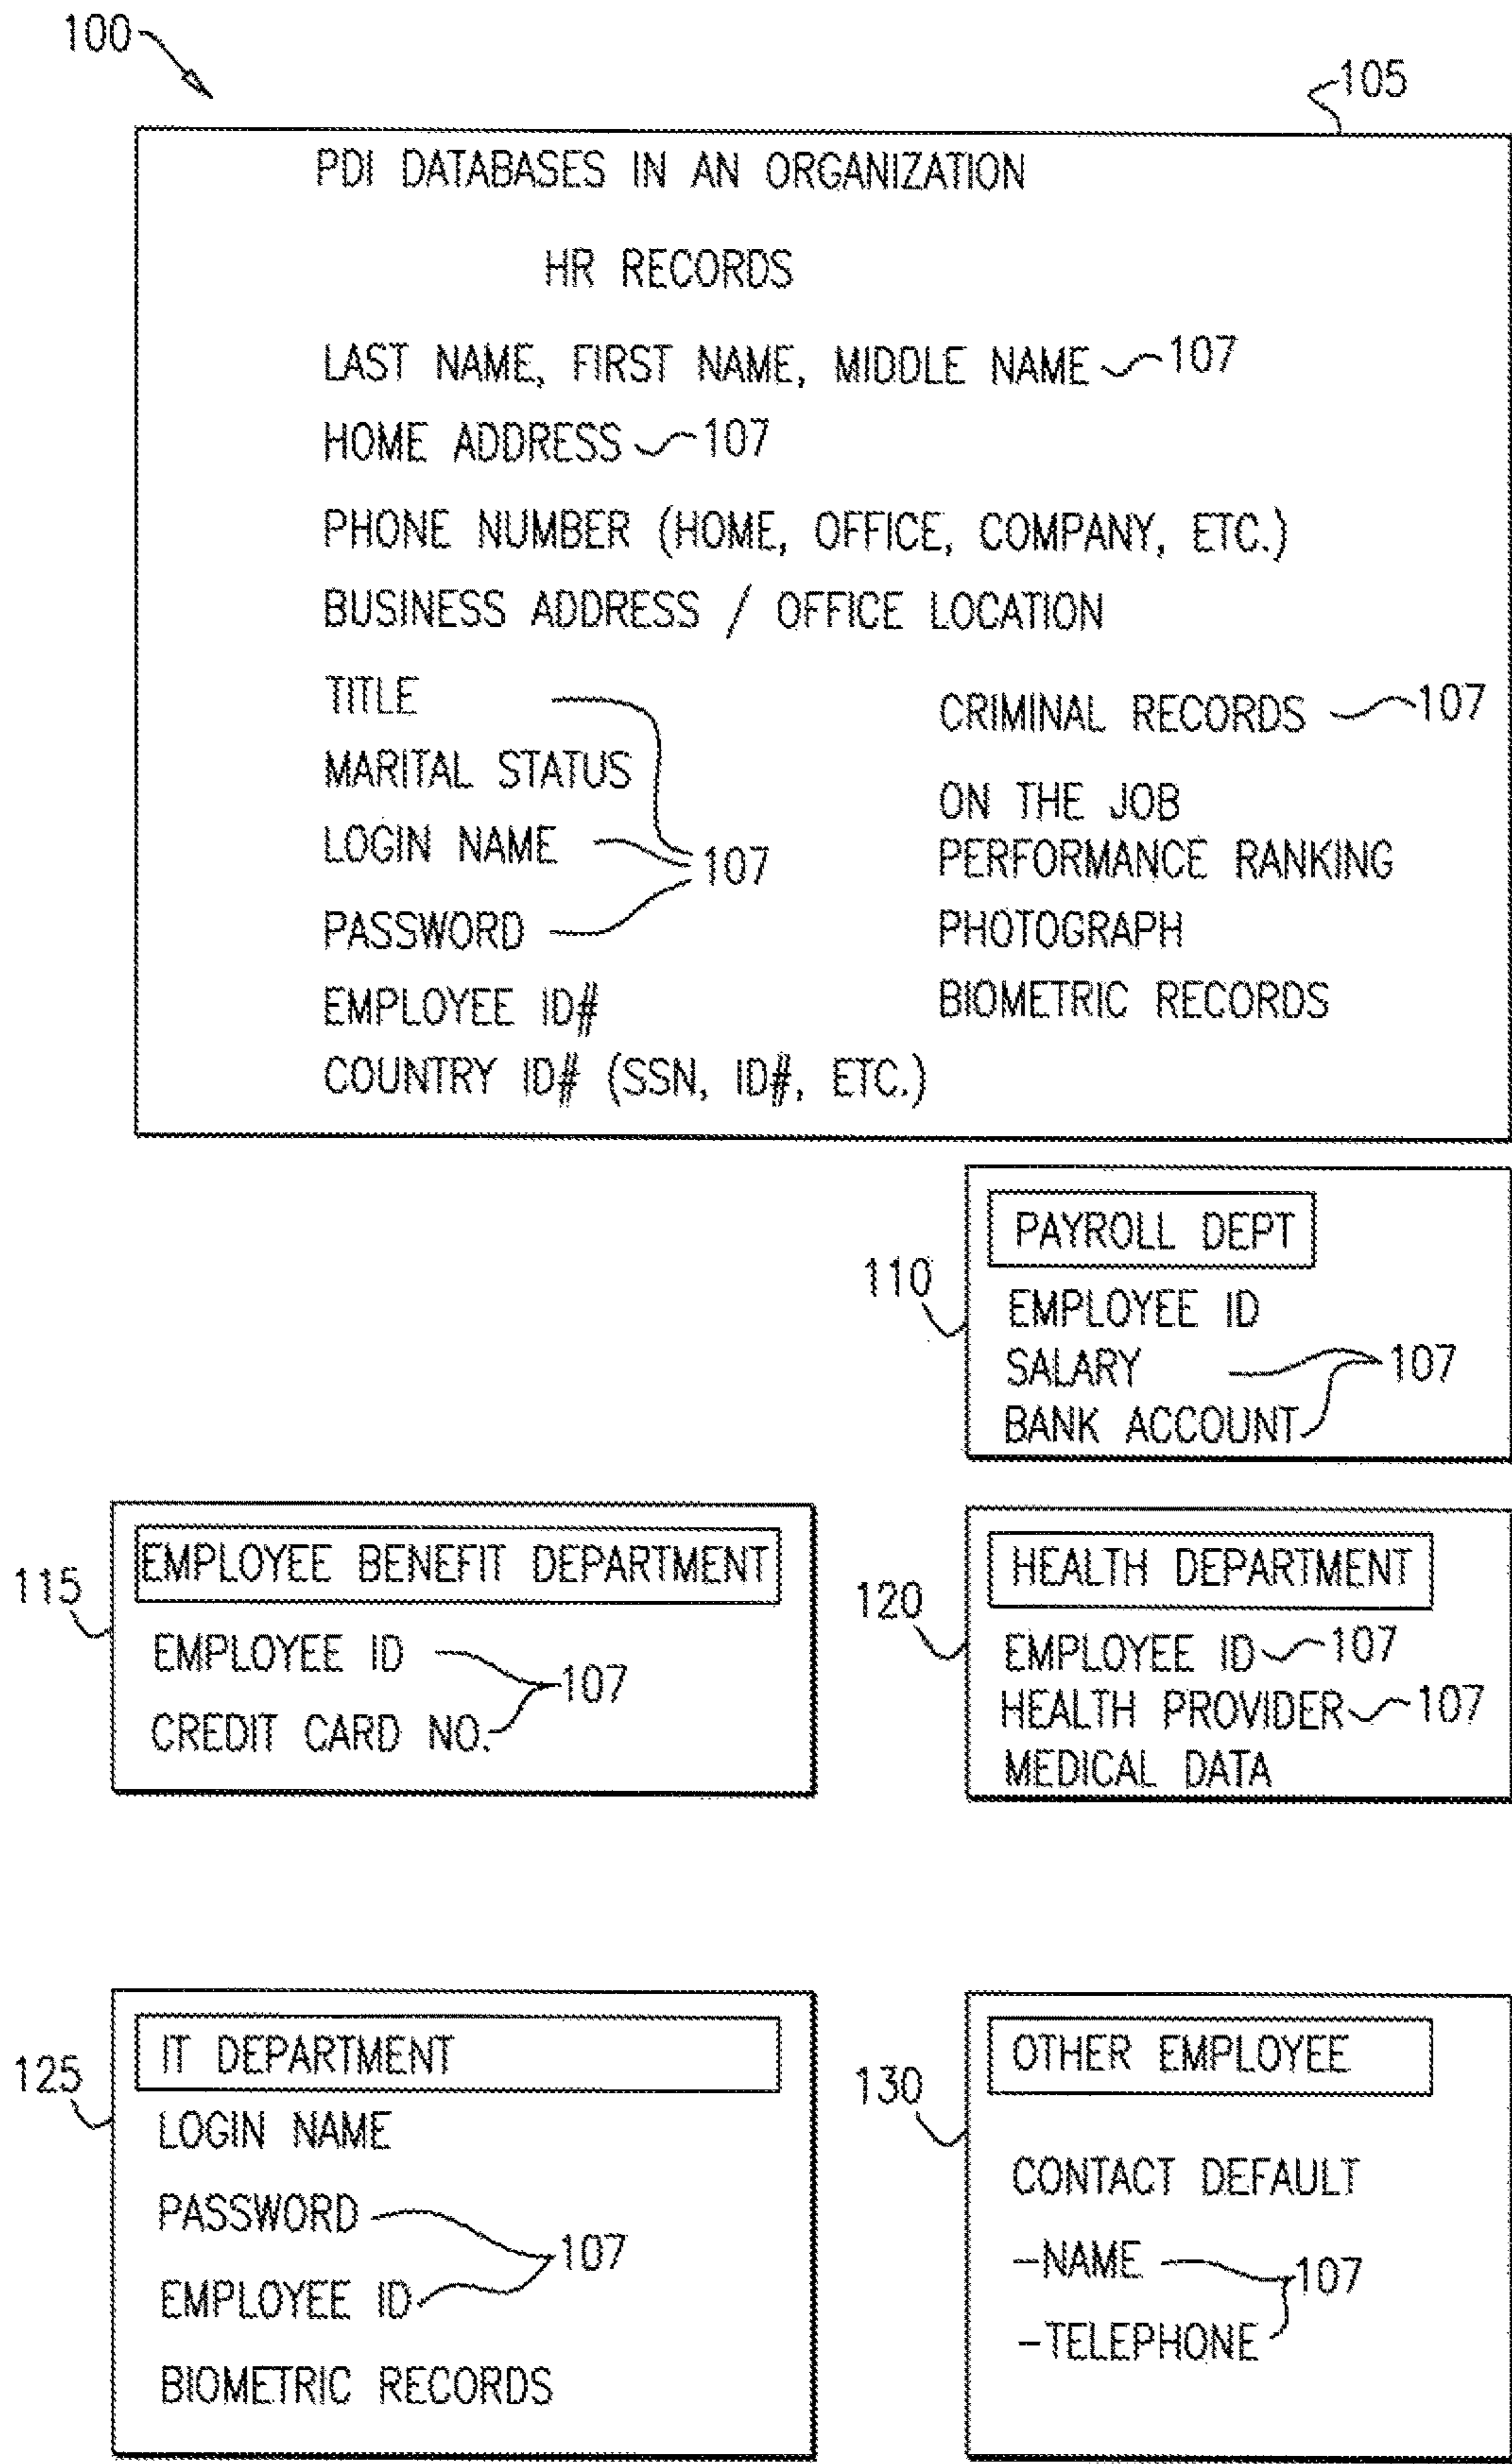 100
105
PDI DATABASES IN AN ORGANIZATION
HR RECORDS
LAST NAME, FIRST NAME, MIDDLE NAME 107
HOME ADDRESS 107
PHONE NUMBER (HOME, OFFICE, COMPANY, ETC.)
BUSINESS ADDRESS / OFFICE LOCATION
TITLE
MARITAL STATUS
LOGIN NAME
107
PASSWORD
EMPLOYEE ID#
COUNTRY ID# (SSN, ID#, ETC.)
CRIMINAL RECORDS 107
ON THE JOB
PERFORMANCE RANKING
PHOTOGRAPH
BIOMETRIC RECORDS
110
PAYROLL DEPT
EMPLOYEE ID
SALARY 107
BANK ACCOUNT
115
EMPLOYEE BENEFIT DEPARTMENT
EMPLOYEE ID
107
CREDIT CARD NO.
120
HEALTH DEPARTMENT
EMPLOYEE ID 107
HEALTH PROVIDER 107
MEDICAL DATA
125
IT DEPARTMENT
LOGIN NAME
PASSWORD
107
EMPLOYEE ID
BIOMETRIC RECORDS
130
OTHER EMPLOYEE
CONTACT DEFAULT
-NAME 107
-TELEPHONE